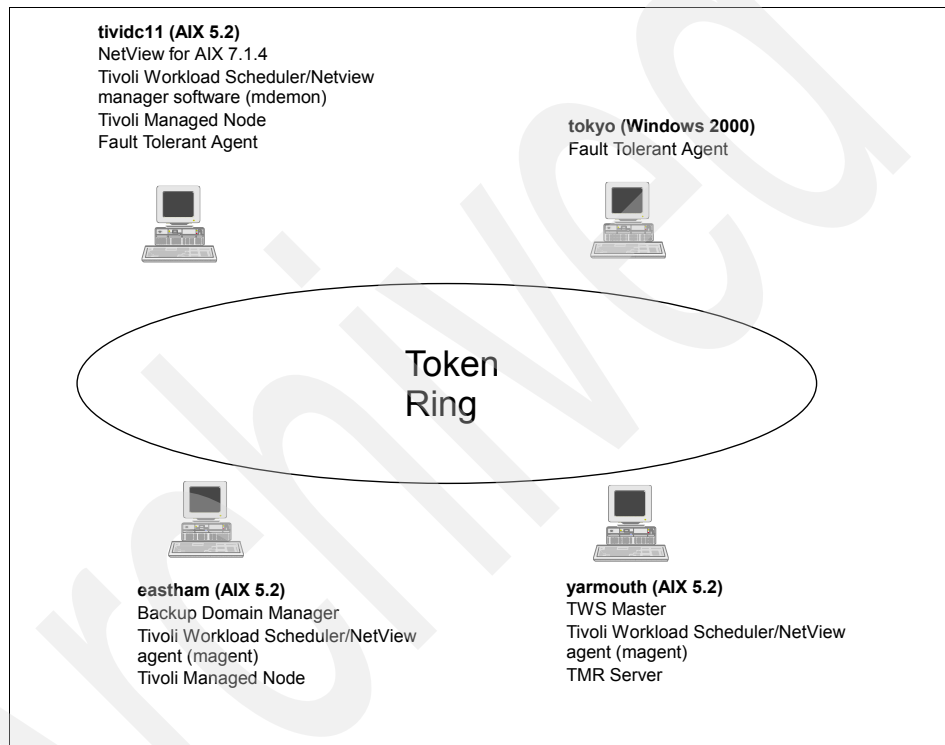 tividc11 (AIX 5.2)
NetView for AIX 7.1.4
Tivoli Workload Scheduler/Netview
manager software (mdemon)
Tivoli Managed Node
Fault Tolerant Agent
tokyo (Windows 2000)
Fault Tolerant Agent
Token
Ring
eastham (AIX 5.2)
Backup Domain Manager
Tivoli Workload Scheduler/NetView
agent (magent)
Tivoli Managed Node
yarmouth (AIX 5.2)
TWS Master
Tivoli Workload Scheduler/NetView
agent (magent)
TMR Server
Archived